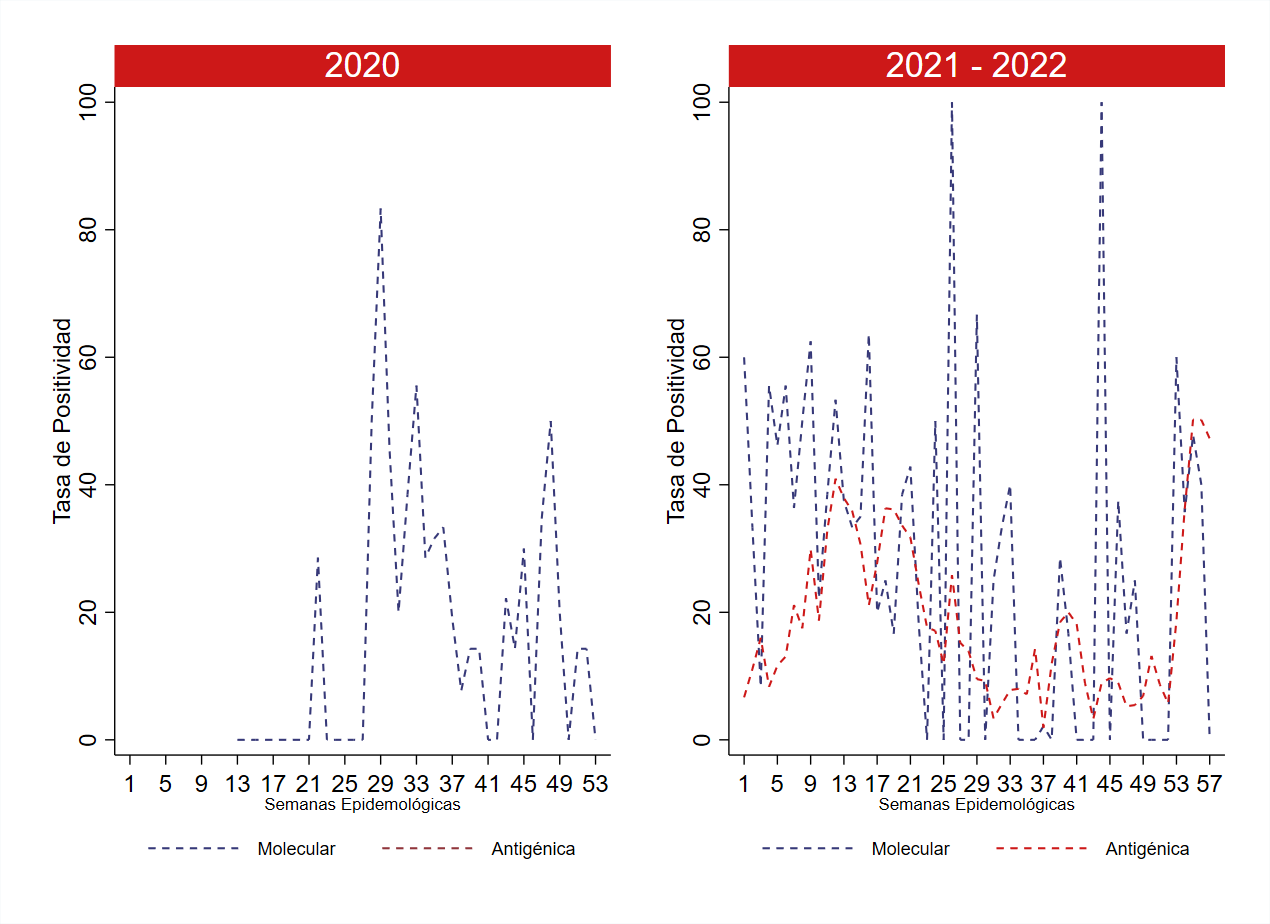 2020
Tasa de Positividad
100
80
60
40
20
0
1 5 9 13 17 21 25 29 33 37 41 45 49 53
Semanas Epidemológicas
Molecular Antigénica
2021 - 2022
Tasa de Positividad
100
80
60
40
20
0
1 5 9 13 17 21 25 29 33 37 41 45 49 53 57
Semanas Epidemológicas
Molecular Antigénica